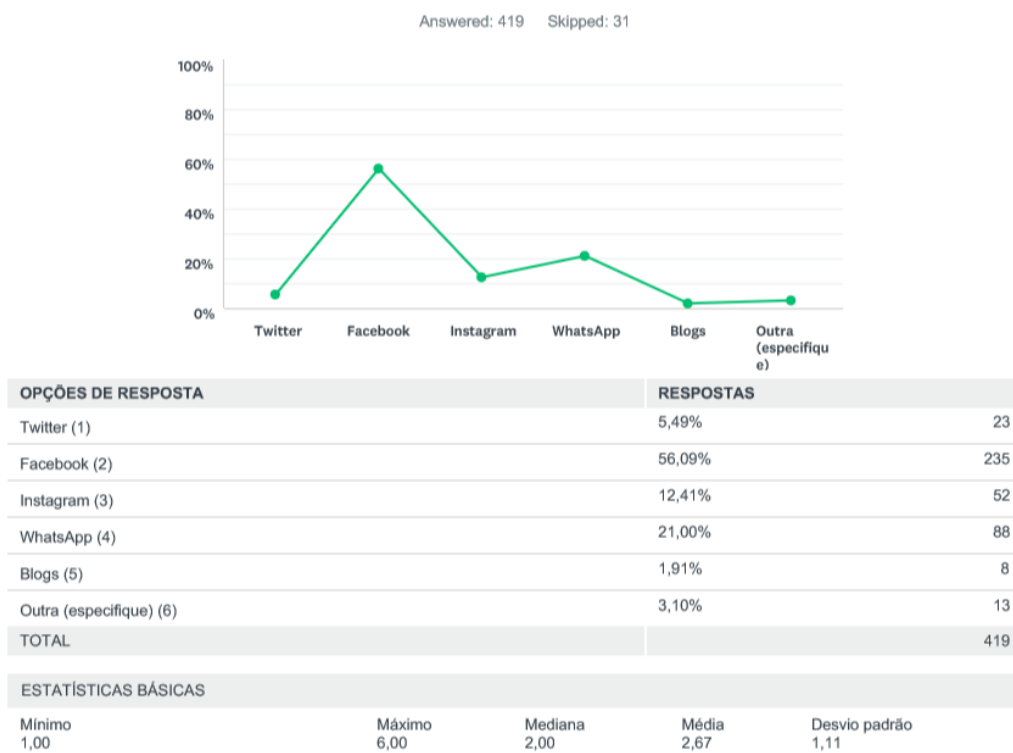 Answered: 419 Skipped: 31
100%
80%
60%
40%
20%
0%
Twitter Facebook Instagram WhatsApp Blogs Outra
(especifiqu
e)
OPÇÕES DE RESPOSTA RESPOSTAS
Twitter (1) 5,49% 23
Facebook (2) 56,09% 235
Instagram (3) 12,41% 52
WhatsApp (4) 21,00% 88
Blogs (5) 1,91% 8
Outra (especifique) (6) 3,10% 13
TOTAL 419
ESTATÍSTICAS BÁSICAS
Mínimo Máximo Mediana Média Desvio padrão
1,00 6,00 2,00 2,67 1,11